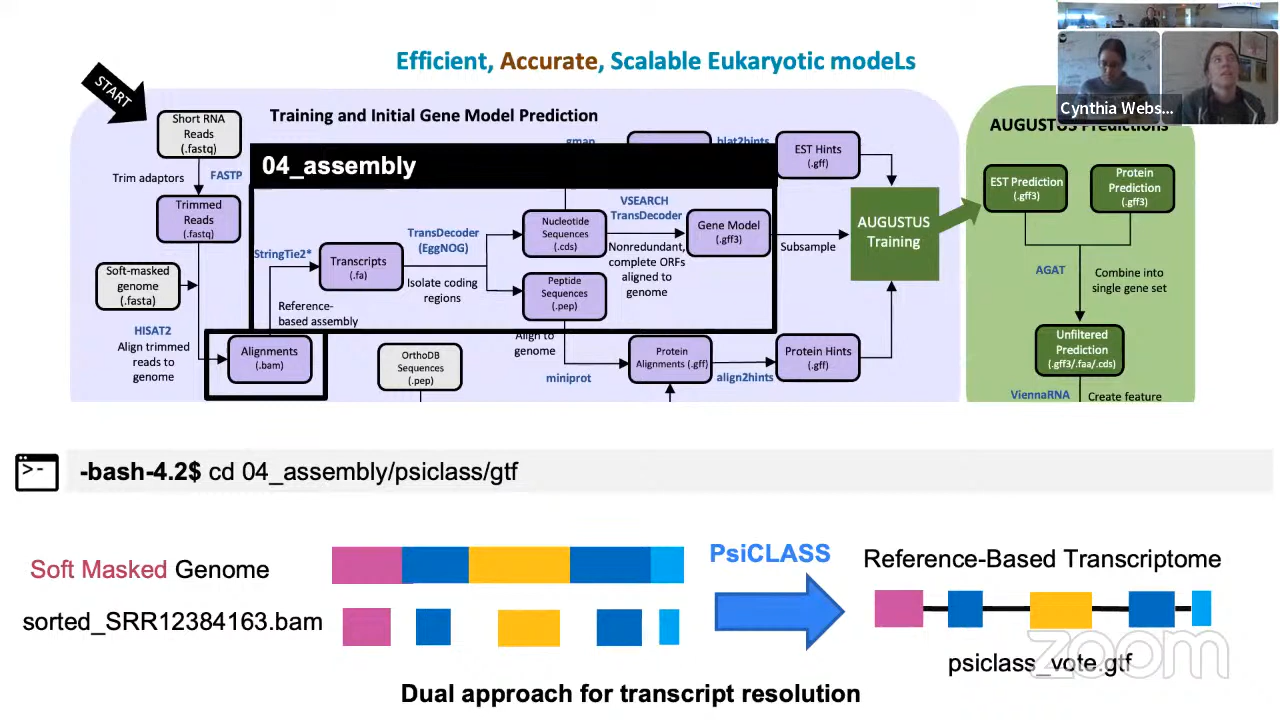 Efficient, Accurate, Scalable Eukaryotic modeLs
START
Training and Initial Gene Model Prediction
AUGUSTUS Predictions
Cynthia Webs...
Short RNA
Reads
(.fastq)
Trim adaptors
FASTP
Trimmed
Reads
(.fastq)
Soft-masked
genome
(.fasta)
HISAT2
Align trimmed
reads to
genome
Alignments
(.bam)
04_assembly
StringTie2*
Reference-
based assembly
Transcripts
(.fa)
TransDecoder
(EggNOG)
Isolate coding
regions
Nucleotide
Sequences
(.cds)
Peptide
Sequences
(.pep)
VSEARCH
TransDecoder
Nonredundant,
complete ORFs
aligned to
genome
Gene Model
(.gff3)
Subsample
gmap
blat2hints
EST Hints
(.gff)
AUGUSTUS
Training
OrthoDB
Sequences
(.pep)
Align to
genome
miniprot
Protein
Alignments (.gff)
align2hints
Protein Hints
(.gff)
EST Prediction
(.gff3)
Protein
Prediction
(.gff3)
AGAT
Combine into
single gene set
Unfiltered
Prediction
(.gff3/.faa/.cds)
ViennaRNA
Create feature
>-
-bash-4.2$ cd 04_assembly/psiclass/gtf
Soft Masked Genome
sorted_SRR12384163.bam
PsiCLASS
Reference-Based Transcriptome
psiclass_vote.gtf
zoom
Dual approach for transcript resolution